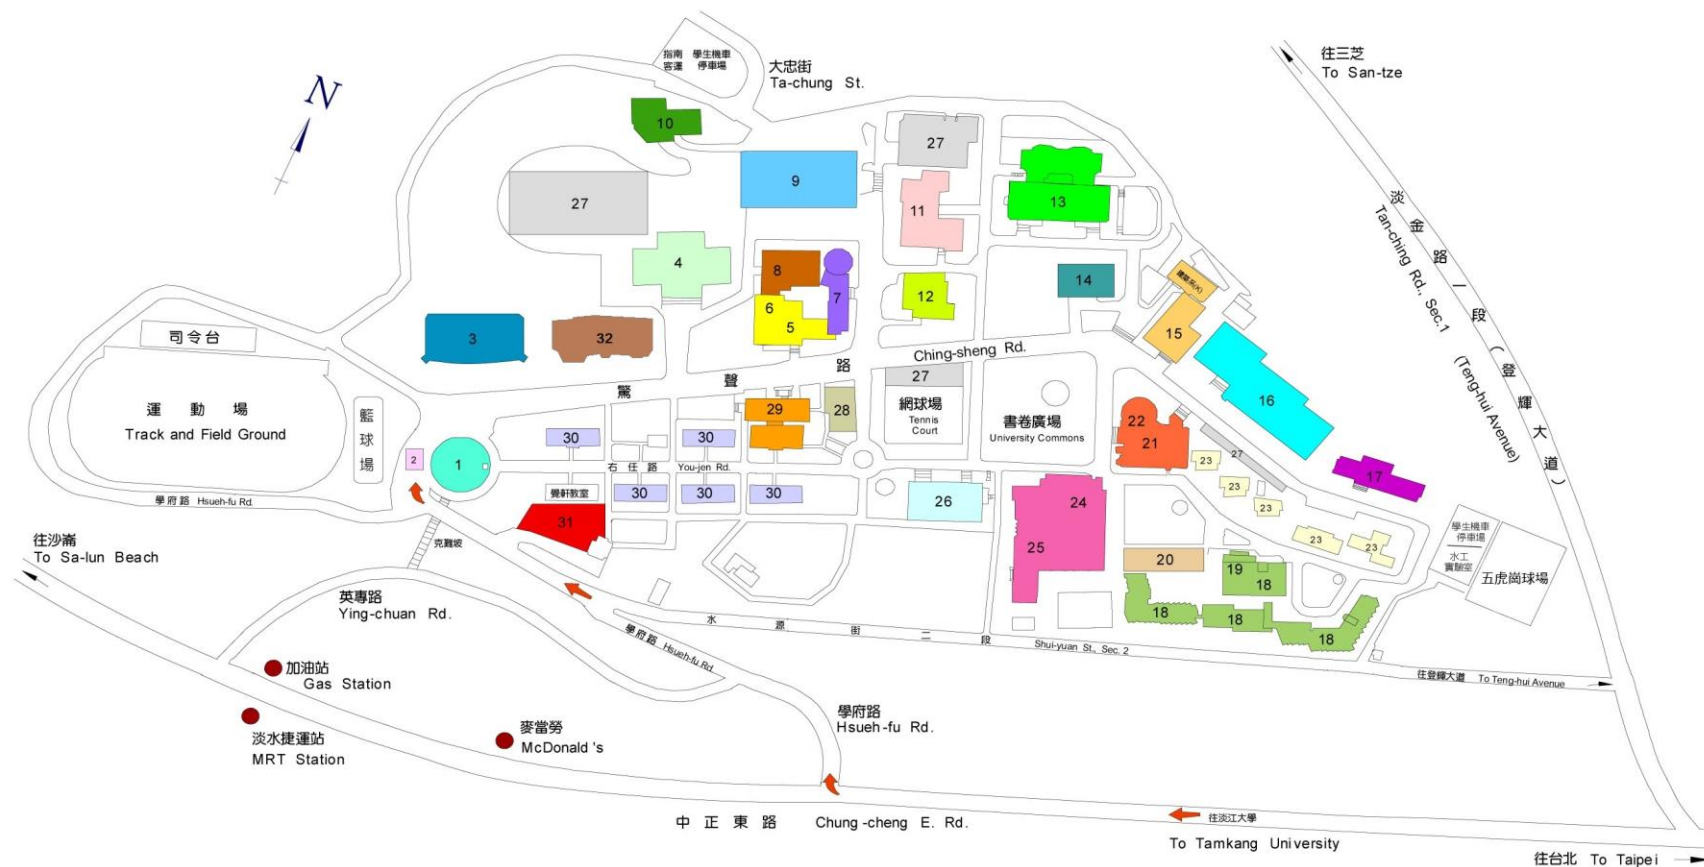 指南
客運
學生機車
停車場
大忠街
Ta-chung St.
往三芝
To San-tze
N
10
27
9
27
11
13
淡金路一段(登輝大道)
Tan-ching Rd., Sec.1 (Teng-hui Avenue)
4
8
7
6
5
12
14
建築系(K)
15
司令台
3
32
Ching-sheng Rd.
驚聲路
27
16
運動場
Track and Field Ground
籃球場
29
28
網球場
Tennis
Court
書卷廣場
University Commons
22
21
30
30
2
1
右任路 You-jen Rd.
23
27
17
覺軒教室
30
30
30
26
24
23
23
學府路 Hsueh-fu Rd.
31
克難坡
25
23
23
學生機車
停車場
水工
實驗室
五虎崗球場
往沙崙
To Sa-lun Beach
20
19
18
18
18
18
英專路
Ying-chuan Rd.
水源街二段
Shui-yuan St., Sec. 2
學府路 Hsueh-fu Rd.
往登輝大道 To Teng-hui Avenue
加油站
Gas Station
學府路
Hsueh-fu Rd.
淡水捷運站
MRT Station
麥當勞
McDonald 's
中正東路 Chung-cheng E. Rd.
往淡江大學
To Tamkang University
往台北 To Taipei